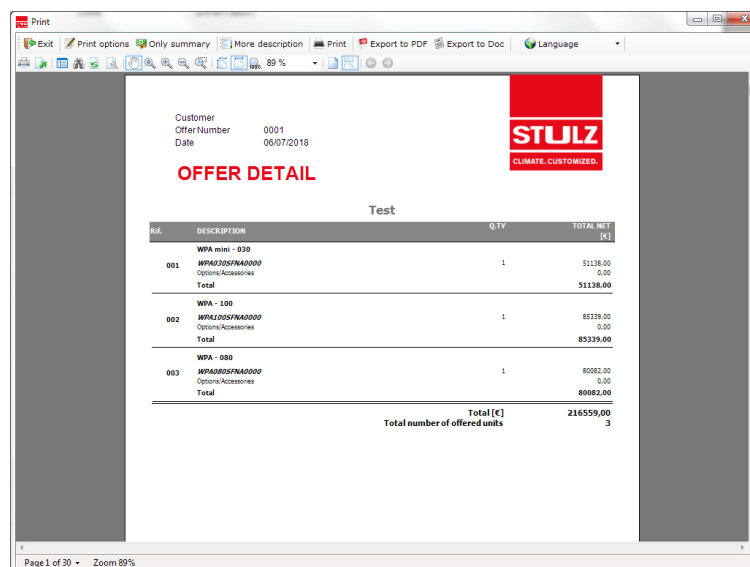 Print
Exit Print options Only summary More description Print Export to PDF Export to Doc Language
89 %
Customer
Offer Number 0001
Date 06/07/2018
STULZ
CLIMATE. CUSTOMIZED.
OFFER DETAIL
Test
Rif. DESCRIPTION Q.TY TOTAL NET
[€]
WPA mini - 030
001 WPA030SFNA0000 1 51138,00
Options/Accessories 0.00
Total 51138,00
WPA - 100
002 WPA100SFNA0000 1 85339,00
Options/Accessories 0.00
Total 85339,00
WPA - 080
003 WPA080SFNA0000 1 80082,00
Options/Accessories 0.00
Total 80082,00
Total [€] 216559,00
Total number of offered units 3
Page 1 of 30 Zoom 89%